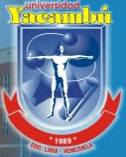 universidad
Yacambú
* 1989 *
EDO. LARA - VENEZUELA